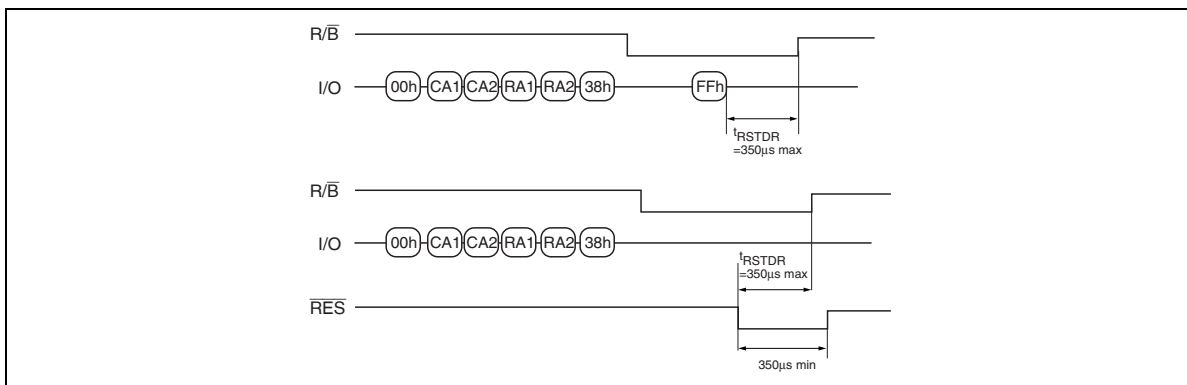 R/B
I/O 00h CA1 CA2 RA1 RA2 38h FFh
tRSTDR
=350μs max
R/B
I/O 00h CA1 CA2 RA1 RA2 38h
tRSTDR
=350μs max
RES
350μs min